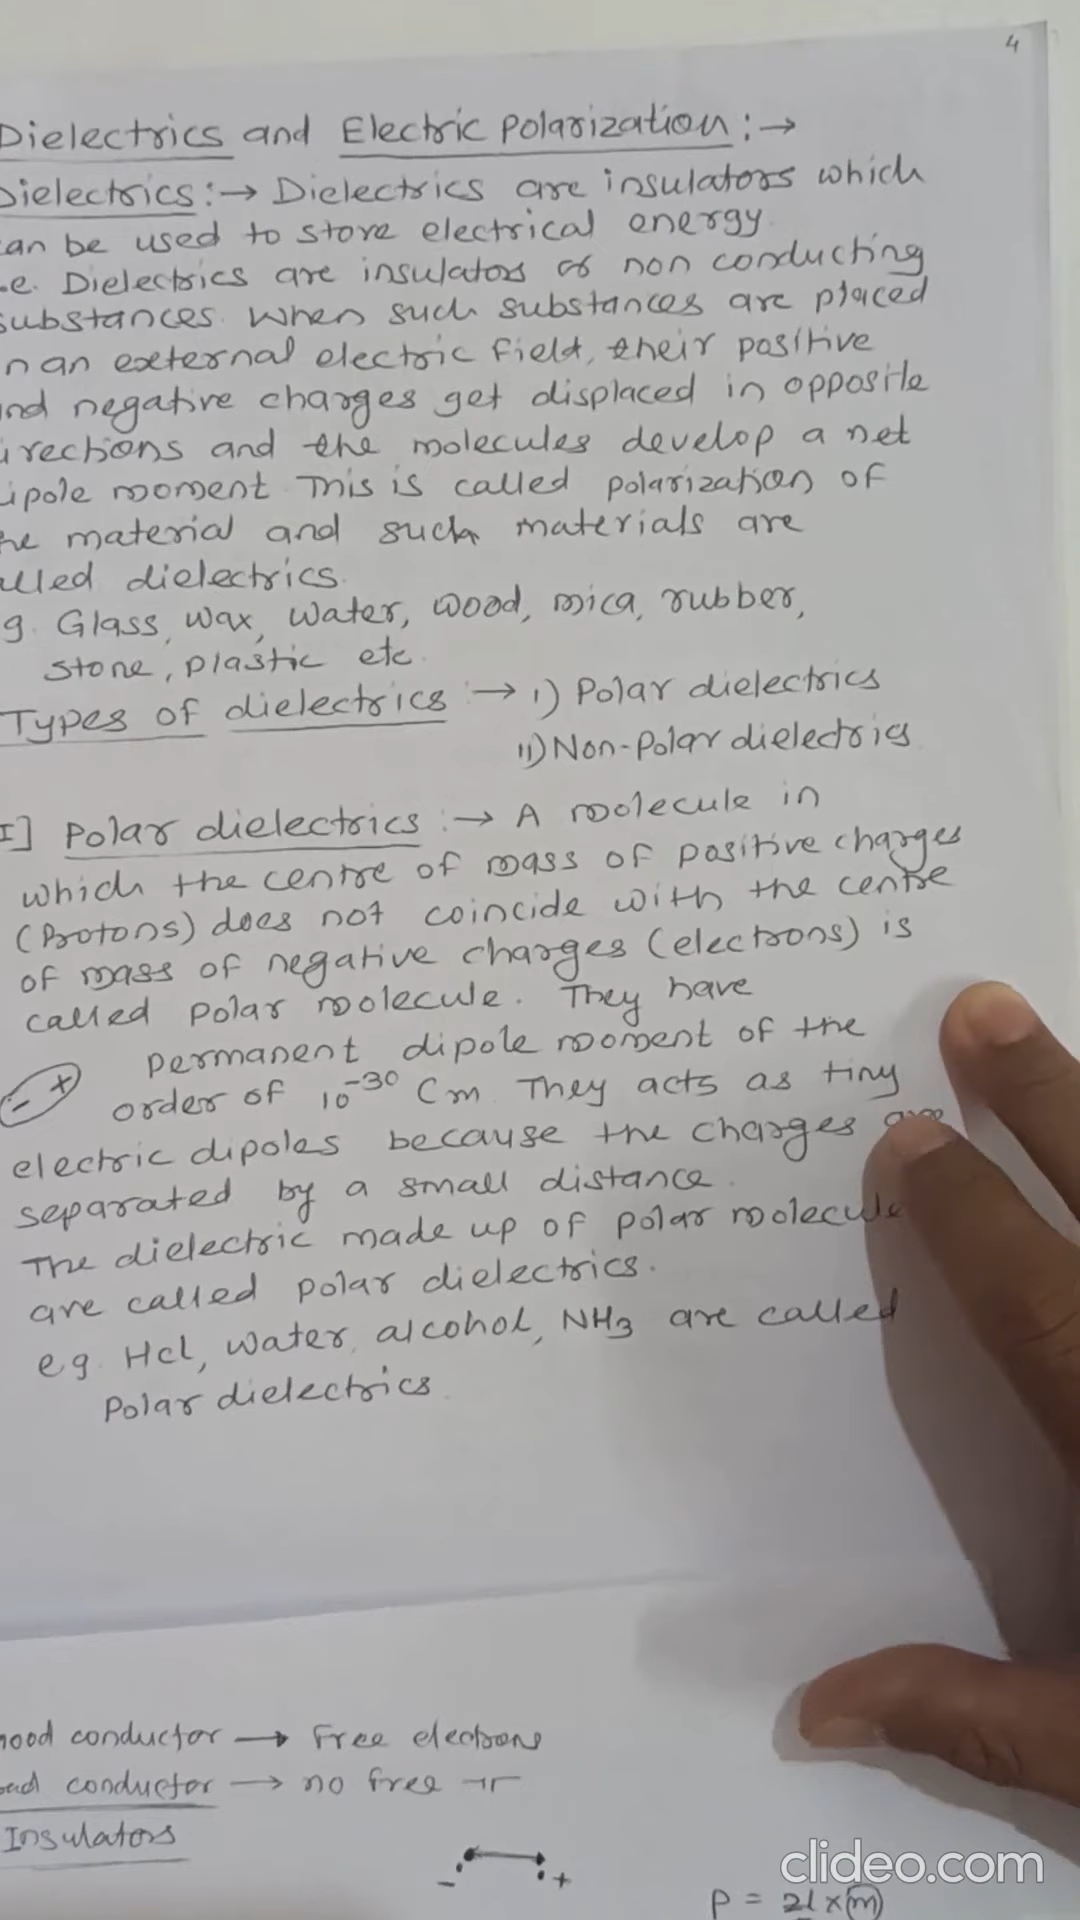 4
Dielectrics and Electric Polarization :→
Dielectrics :→ Dielectrics are insulators which
can be used to store electrical energy.
i.e. Dielectrics are insulators or non conducting
substances. When such substances are placed
in an external electric field, their positive
and negative charges get displaced in opposite
directions and the molecules develop a net
dipole moment This is called polarization of
the material and such materials are
called dielectrics.
g. Glass, wax, water, wood, mica, rubber,
stone, plastic etc.
Types of dielectrics :→ i) Polar dielectrics
ii) Non-Polar dielectrics
I] Polar dielectrics :→ A molecule in
which the centre of mass of positive charges
(Protons) does not coincide with the centre
of mass of negative charges (electrons) is
called polar molecule. They have
permanent dipole moment of the
- +
order of 10⁻³⁰ Cm They acts as tiny
electric dipoles because the charges are
separated by a small distance.
The dielectric made up of polar molecule
are called polar dielectrics.
e.g. Hcl, water, alcohol, NH3 are called
Polar dielectrics
good conductor → Free electrons
bad conductor → no free
Insulators
- +
P = 2l x (m)
clideo.com